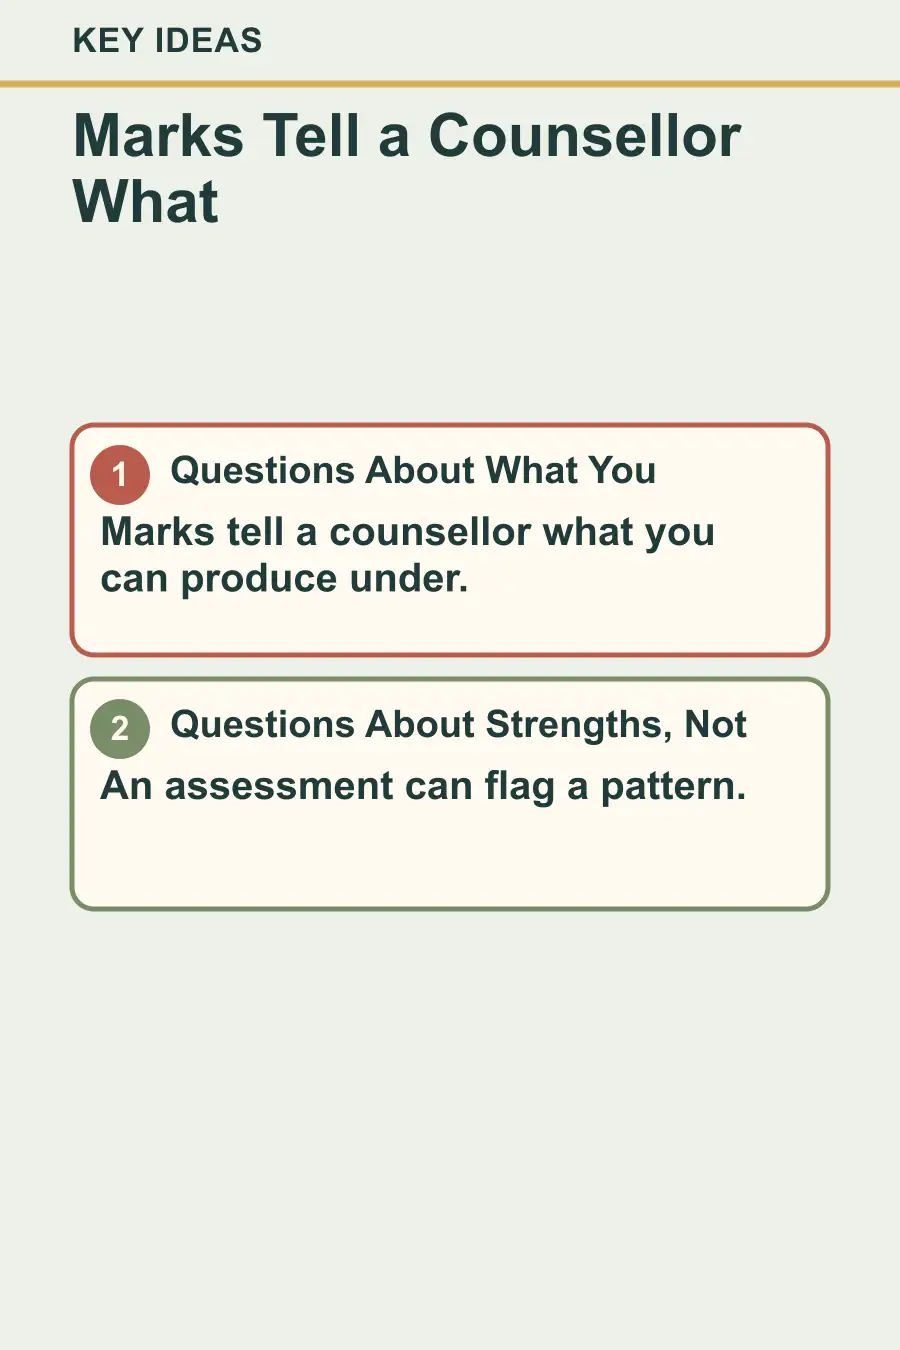 KEY IDEAS
Marks Tell a Counsellor
What
1 Questions About What You
Marks tell a counsellor what you
can produce under.
2 Questions About Strengths, Not
An assessment can flag a pattern.